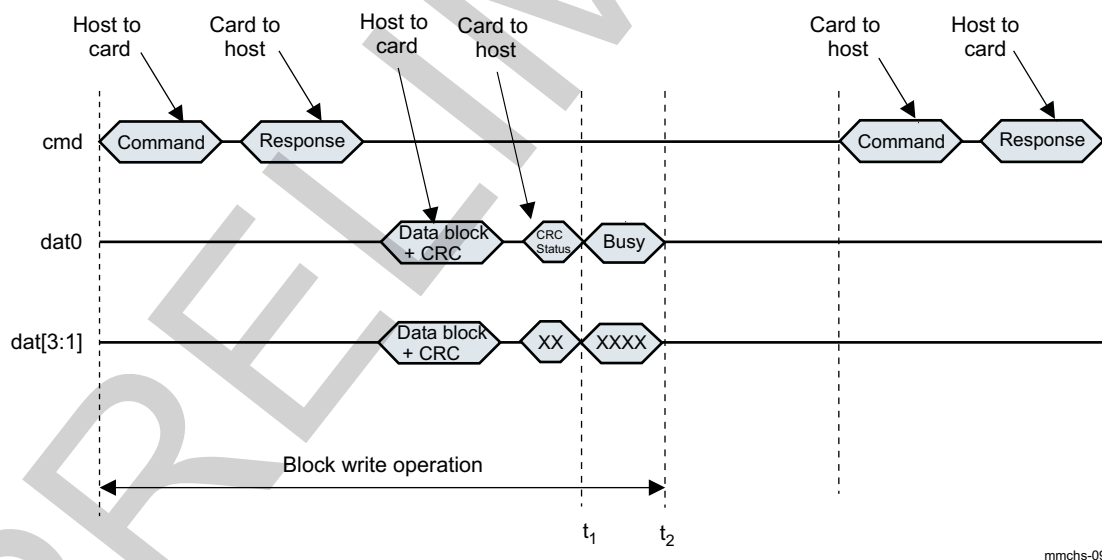 Host to
card
Card to
host
Host to
card
Card to
host
Card to
host
Host to
card
cmd
Command
Response
Command
Response
dat0
Data block
+ CRC
CRC
Status
Busy
dat[3:1]
Data block
+ CRC
XX
XXXX
Block write operation
t1
t2
mmchs-09